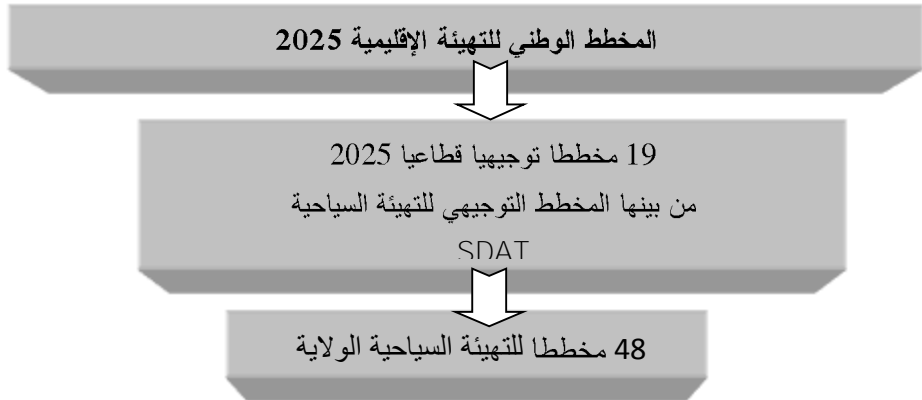 المخطط الوطني للتهيئة الإقليمية 2025
19 مخططا توجيهيا قطاعيا 2025
من بينها المخطط التوجيهي للتهيئة السياحية
SDAT
48 مخططا للتهيئة السياحية الولاية